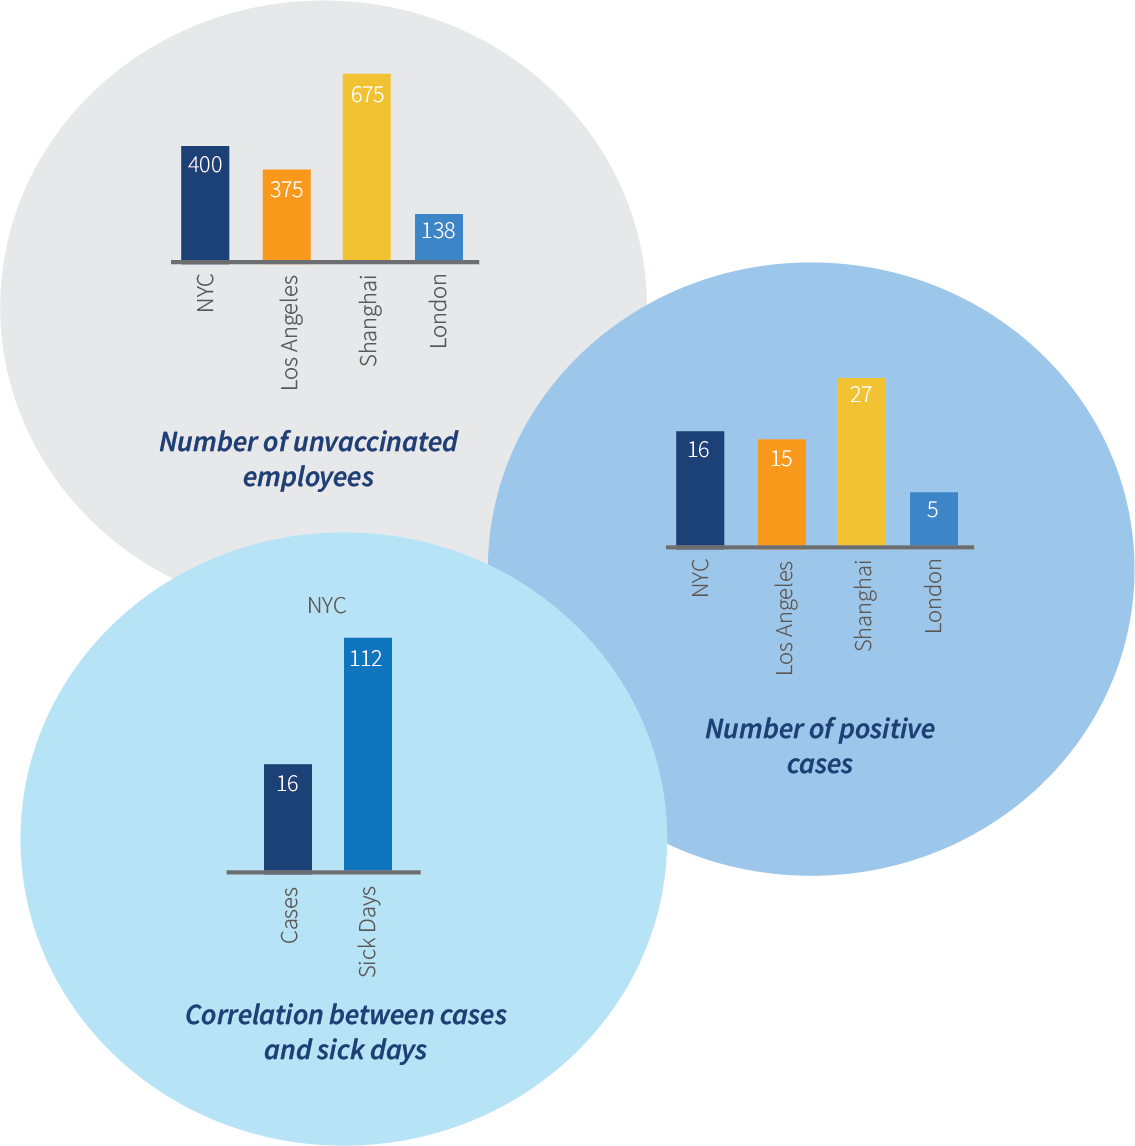 675
400
375
138
NYC
Los Angeles
Shanghai
London
Number of unvaccinated
employees
27
16
15
5
NYC
Los Angeles
Shanghai
London
Number of positive
cases
NYC
112
16
Cases
Sick Days
Correlation between cases
and sick days